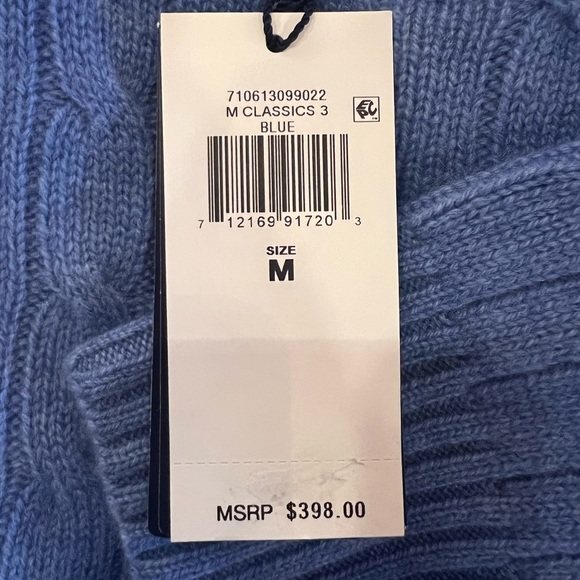 710613099022
M CLASSICS 3
BLUE
7 12169 91720 3
SIZE
M
MSRP $398.00